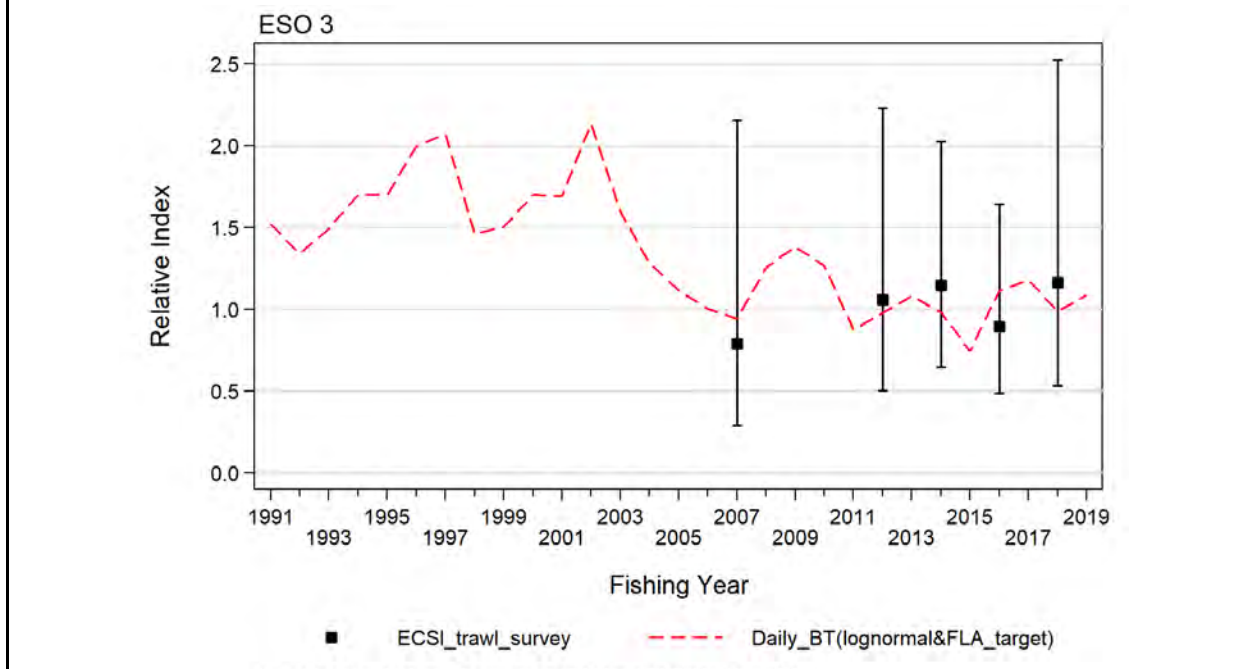 ESO 3
2.5
2.0
1.5
1.0
0.5
0.0
Relative Index
1991 1995 1999 2003 2007 2011 2015 2019
1993 1997 2001 2005 2009 2013 2017
Fishing Year
ECSI_trawl_survey Daily_BT(lognormal&FLA_target)